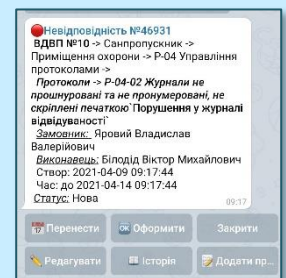 Невідповідність №46931
ВДВП №10 -> Санпропускник ->
Приміщення охорони -> Р-04 Управління
протоколами ->
Протоколи -> Р-04-02 Журнали не
прошнуровані та не пронумеровані, не
скріплені печаткою`Порушення у журналі
відвідуваності`
Замовник: Яровий Владислав
Валерійович
Виконавець: Білодід Віктор Михайлович
Створ: 2021-04-09 09:17:44
Час: до 2021-04-14 09:17:44
Статус: Нова
09:17
Перенести
OK Оформити
Закрити
Редагувати
Історія
Додати пр...